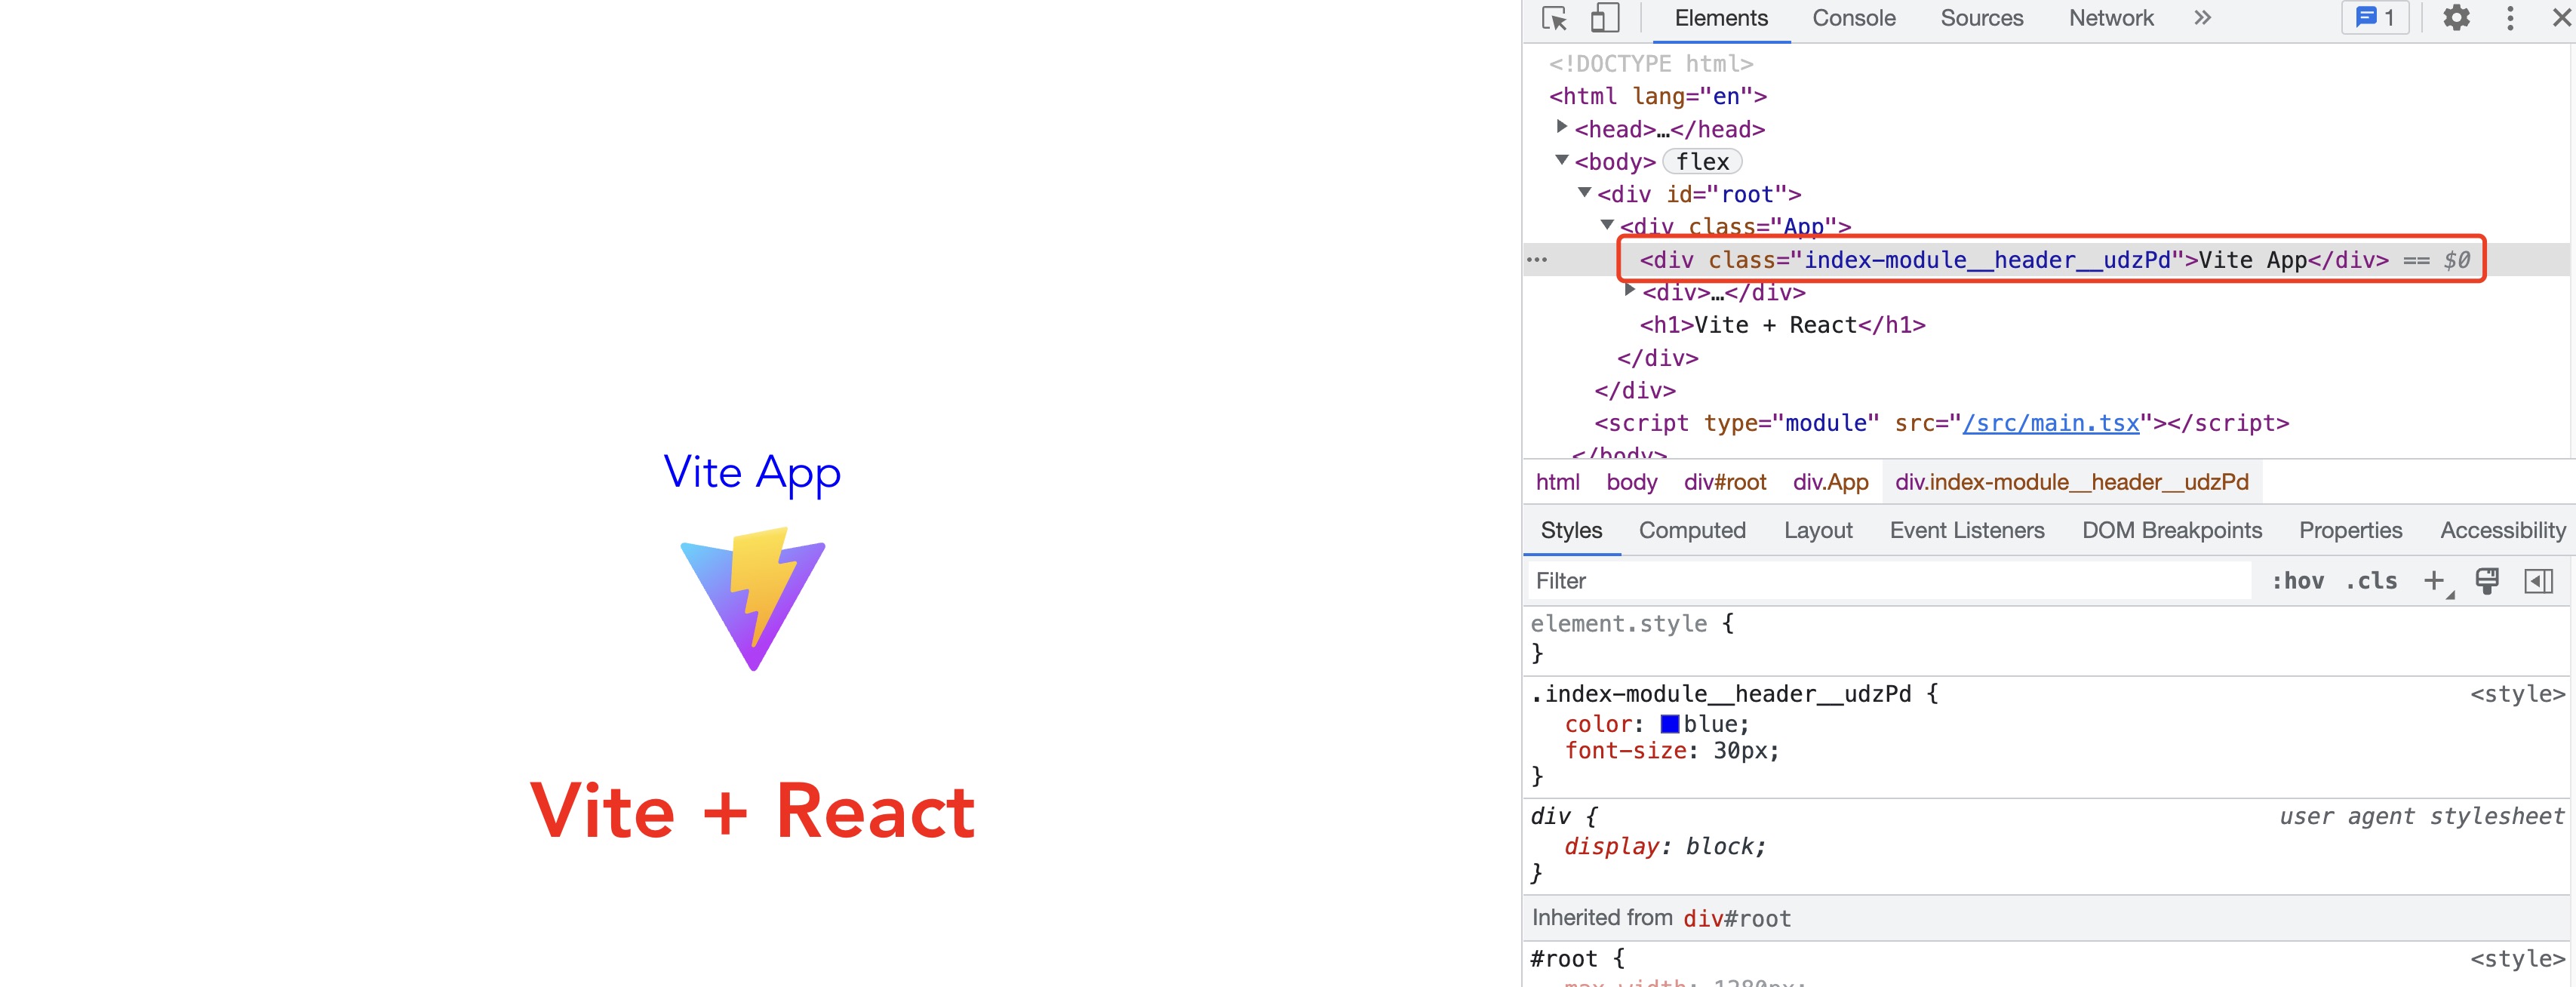 Vite App
Vite + React
Elements Console Sources Network » 1
<!DOCTYPE html>
<html lang="en">
<head>…</head>
<body> flex
<div id="root">
<div class="App">
<div class="index-module__header__udzPd">Vite App</div> == $0
<div>…</div>
<h1>Vite + React</h1>
</div>
</div>
<script type="module" src="/src/main.tsx"></script>
</body>
html body div#root div.App div.index-module__header__udzPd
Styles Computed Layout Event Listeners DOM Breakpoints Properties Accessibility
Filter :hov .cls +
element.style {
}
.index-module__header__udzPd { <style>
color: blue;
font-size: 30px;
}
div { user agent stylesheet
display: block;
}
Inherited from div#root
#root { <style>
max-width: 1280px;